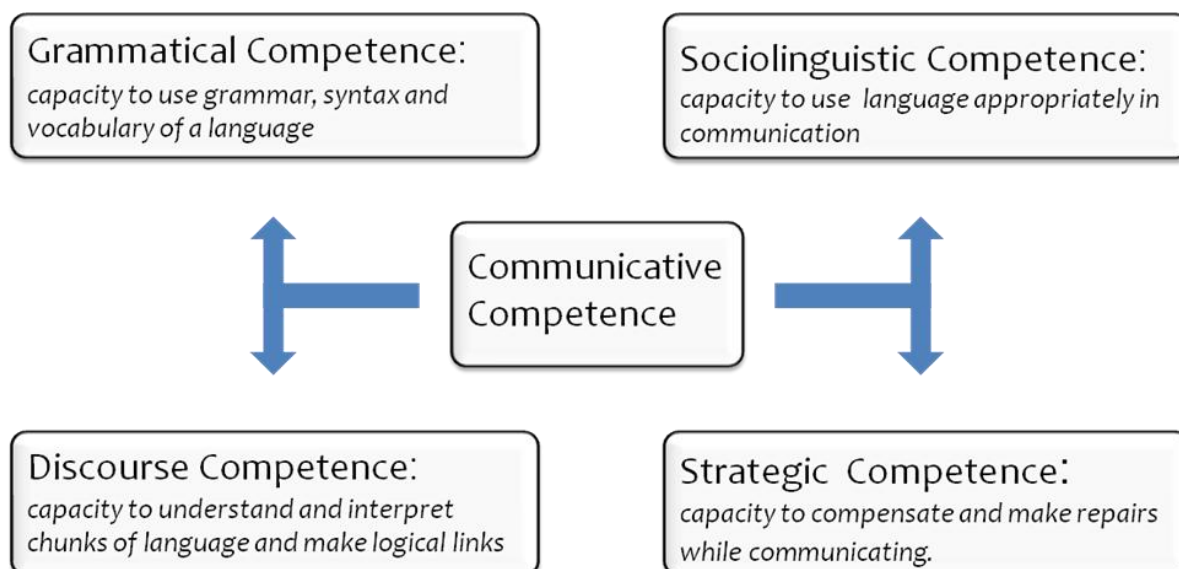 Grammatical Competence:
capacity to use grammar, syntax and
vocabulary of a language
Sociolinguistic Competence:
capacity to use language appropriately in
communication
Communicative
Competence
Discourse Competence:
capacity to understand and interpret
chunks of language and make logical links
Strategic Competence:
capacity to compensate and make repairs
while communicating.